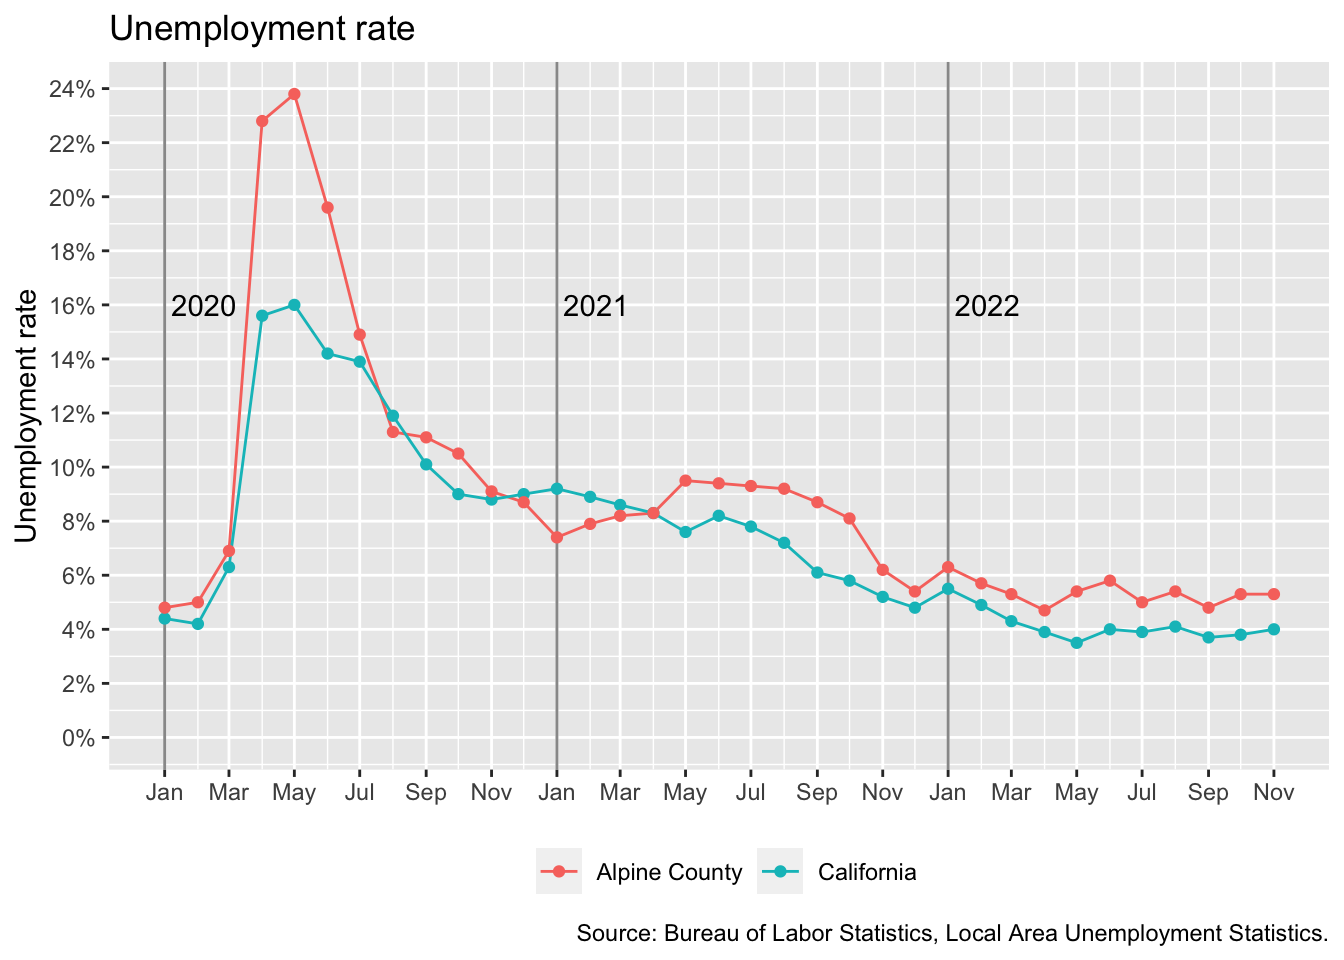 Unemployment rate
24%
22%
20%
18%
16%
14%
12%
10%
8%
6%
4%
2%
0%
Unemployment rate
2020 2021 2022
Jan Mar May Jul Sep Nov Jan Mar May Jul Sep Nov Jan Mar May Jul Sep Nov
Alpine County California
Source: Bureau of Labor Statistics, Local Area Unemployment Statistics.